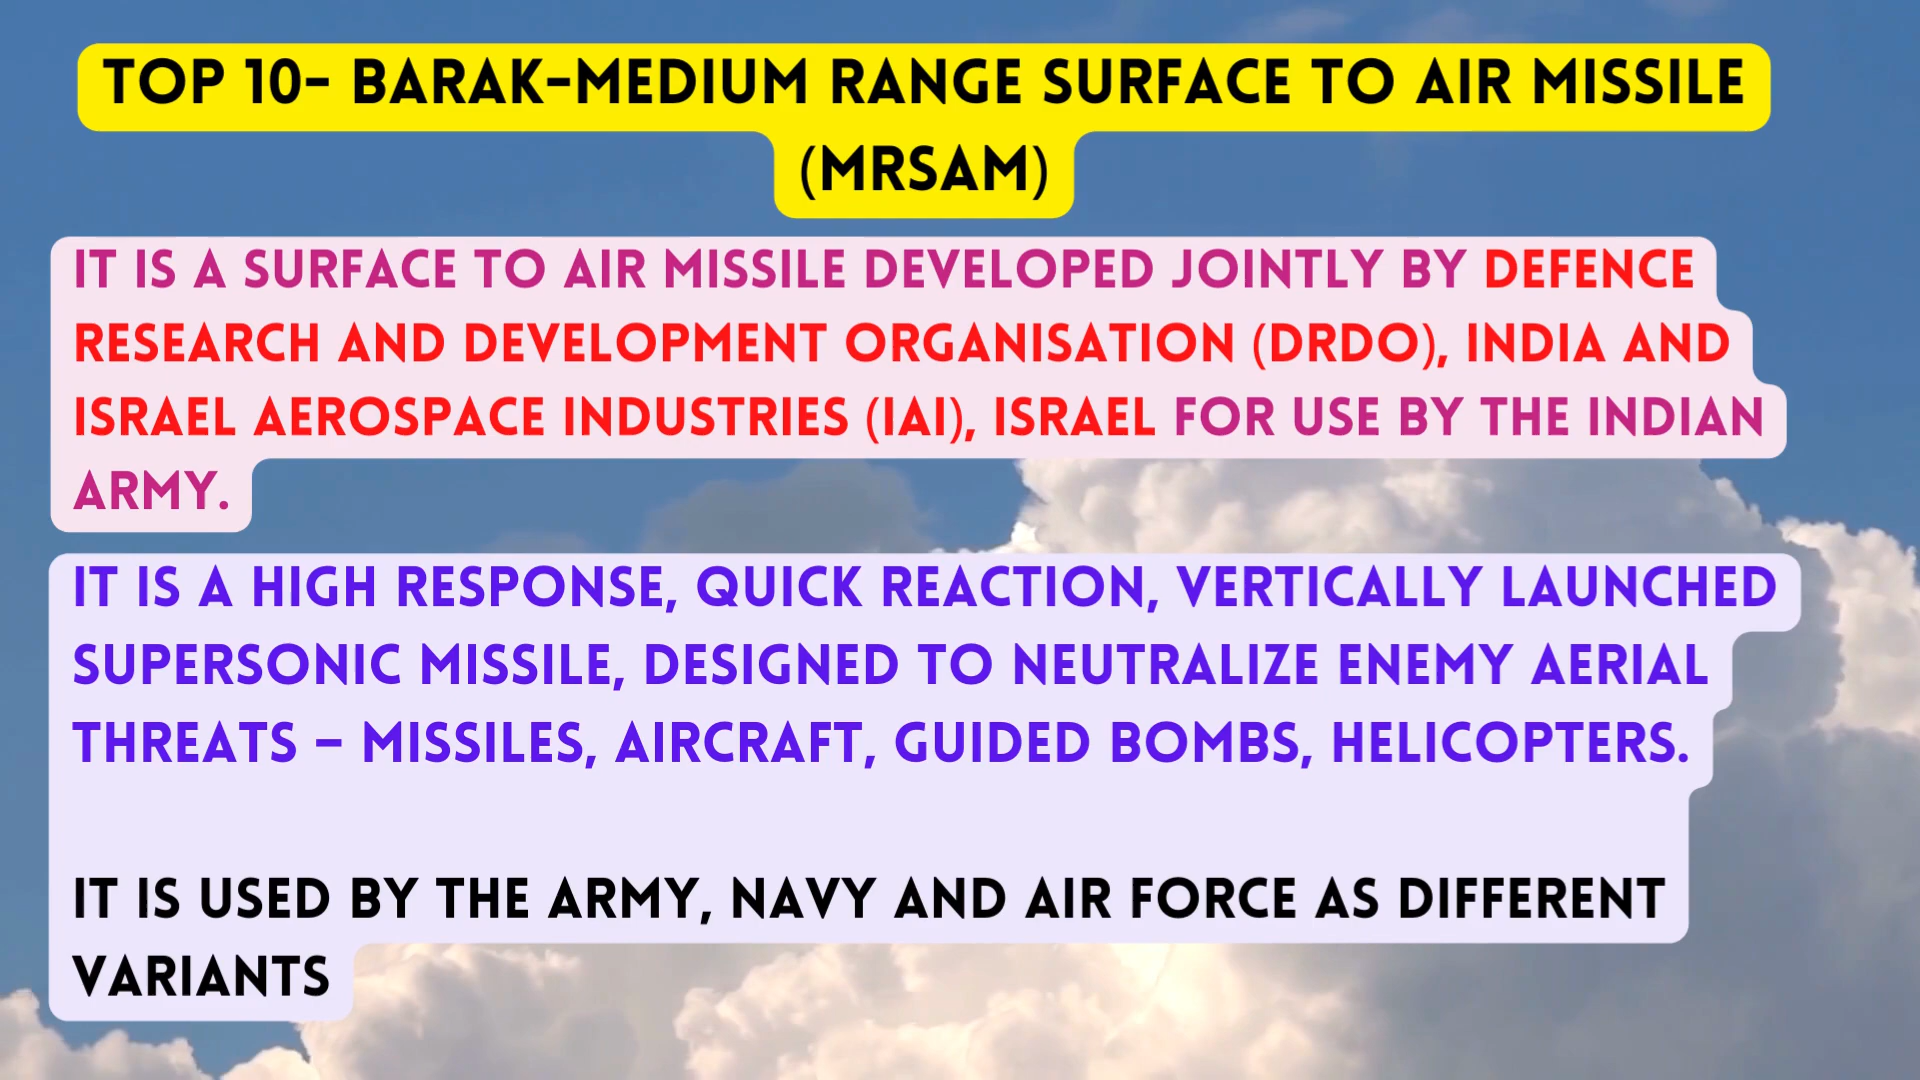 TOP 10- BARAK-MEDIUM RANGE SURFACE TO AIR MISSILE
(MRSAM)
IT IS A SURFACE TO AIR MISSILE DEVELOPED JOINTLY BY DEFENCE
RESEARCH AND DEVELOPMENT ORGANISATION (DRDO), INDIA AND
ISRAEL AEROSPACE INDUSTRIES (IAI), ISRAEL FOR USE BY THE INDIAN
ARMY.
IT IS A HIGH RESPONSE, QUICK REACTION, VERTICALLY LAUNCHED
SUPERSONIC MISSILE, DESIGNED TO NEUTRALIZE ENEMY AERIAL
THREATS – MISSILES, AIRCRAFT, GUIDED BOMBS, HELICOPTERS.
IT IS USED BY THE ARMY, NAVY AND AIR FORCE AS DIFFERENT
VARIANTS